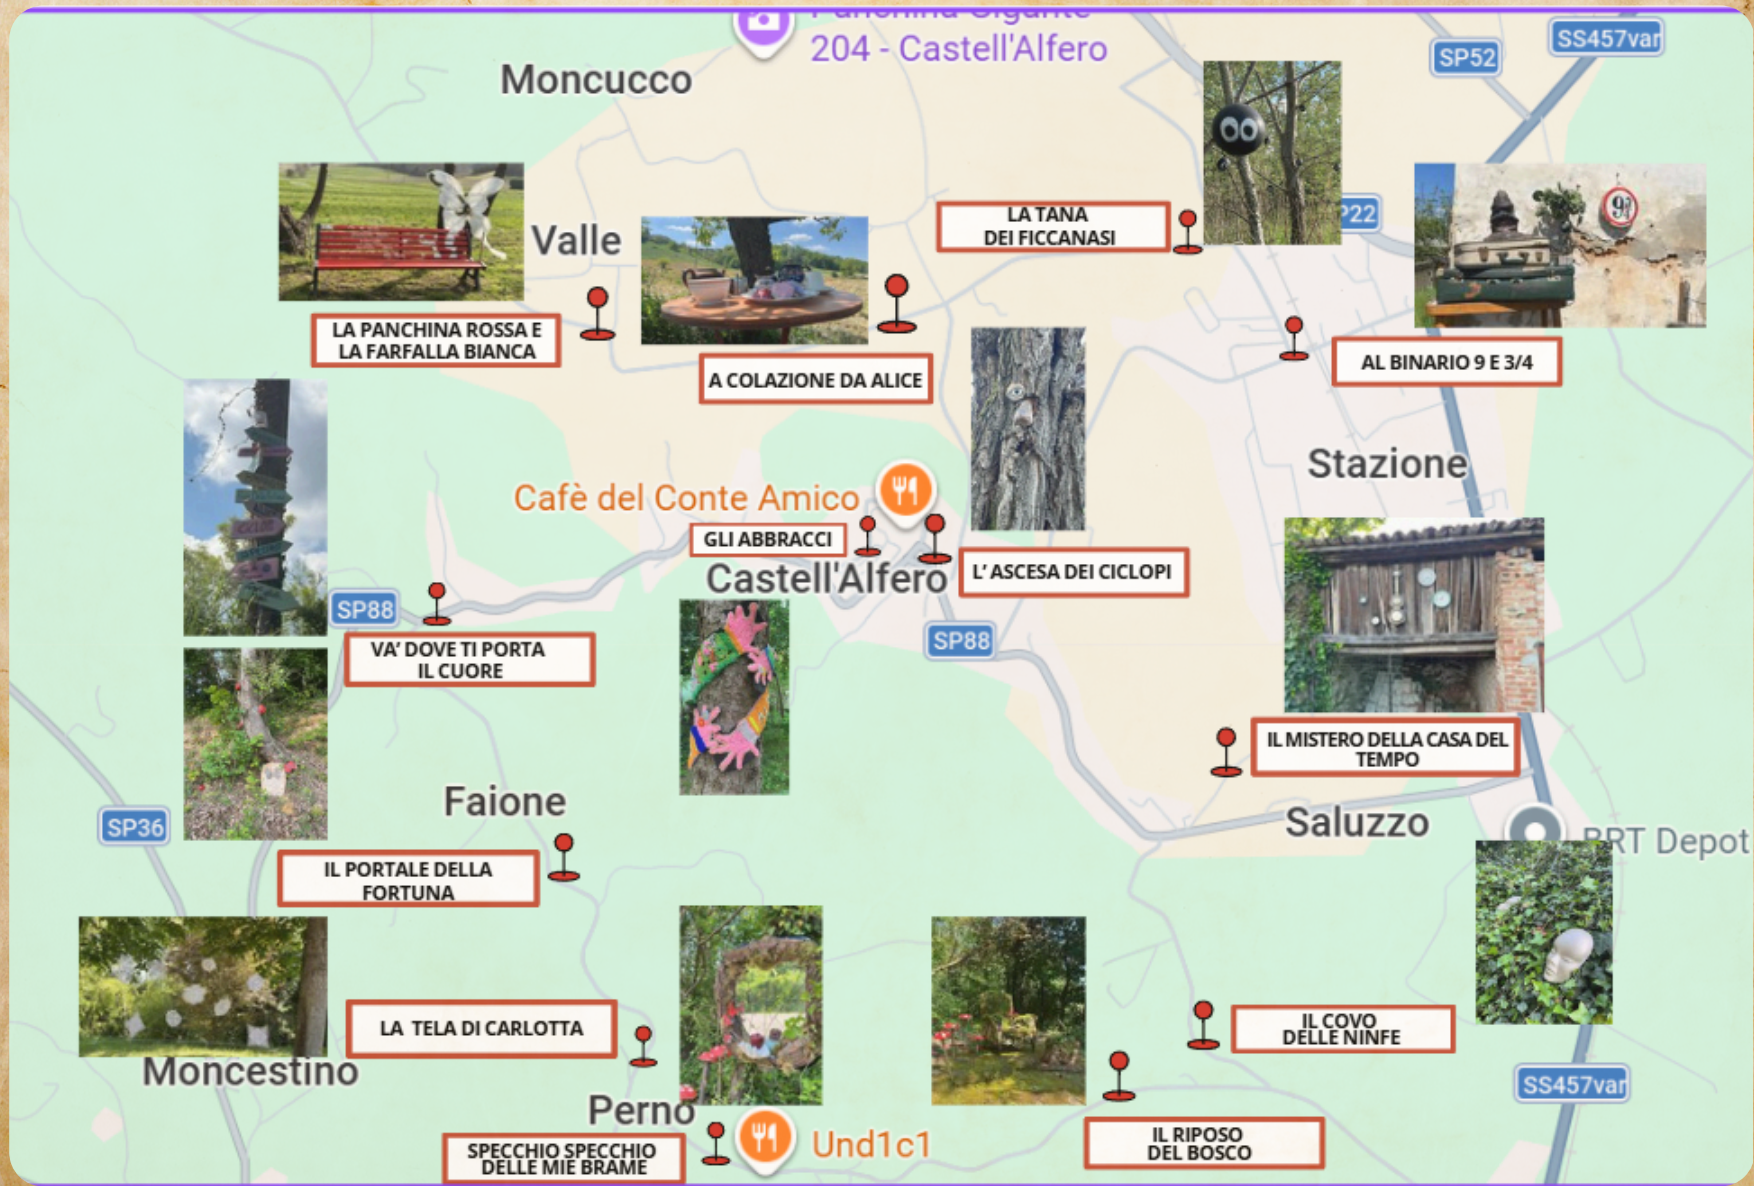 Panchina Gigante
204 - Castell'Alfero
SP52
SS457var
Moncucco
P22
LA TANA
DEI FICCANASI
9¾
Valle
LA PANCHINA ROSSA E
LA FARFALLA BIANCA
A COLAZIONE DA ALICE
AL BINARIO 9 E 3/4
Stazione
Cafè del Conte Amico
GLI ABBRACCI
Castell'Alfero
L' ASCESA DEI CICLOPI
SP88
VA' DOVE TI PORTA
IL CUORE
SP88
IL MISTERO DELLA CASA DEL
TEMPO
Faione
Saluzzo
SP36
BRT Depot
IL PORTALE DELLA
FORTUNA
LA TELA DI CARLOTTA
IL COVO
DELLE NINFE
Moncestino
SS457var
Perno
Und1c1
SPECCHIO SPECCHIO
DELLE MIE BRAME
IL RIPOSO
DEL BOSCO